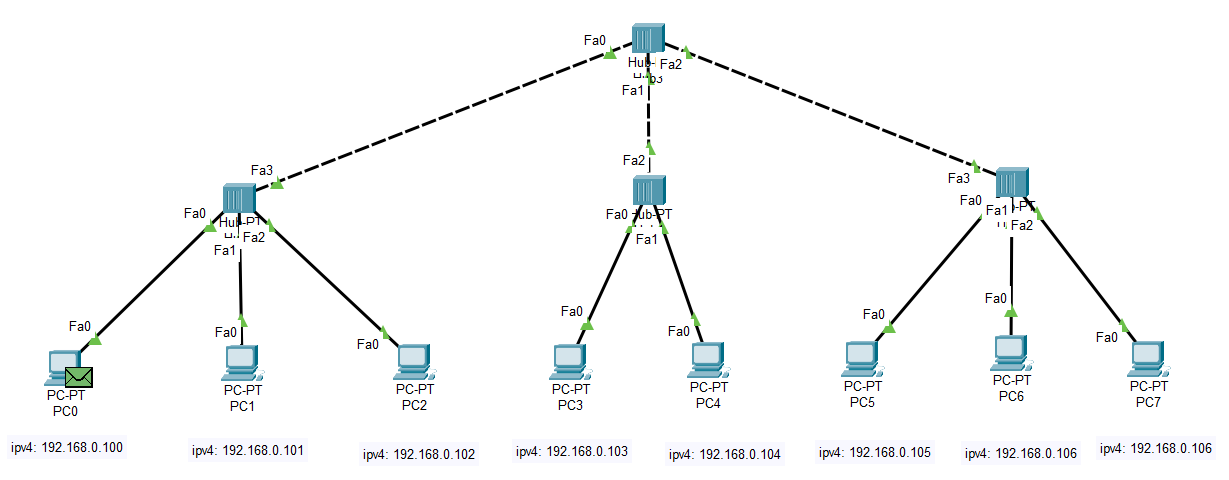 Fa0
Fa2
Fa1
Fa2
Fa3
Fa3
Fa0
Fa1
Fa2
Fa0
Hub-PT
Fa1
Fa0
Fa1
Fa2
Fa0
Fa0
Fa0
Fa0
Fa0
Fa0
Fa0
Fa0
PC-PT
PC0
PC-PT
PC1
PC-PT
PC2
PC-PT
PC3
PC-PT
PC4
PC-PT
PC5
PC-PT
PC6
PC-PT
PC7
ipv4: 192.168.0.100
ipv4: 192.168.0.101
ipv4: 192.168.0.102
ipv4: 192.168.0.103
ipv4: 192.168.0.104
ipv4: 192.168.0.105
ipv4: 192.168.0.106
ipv4: 192.168.0.106